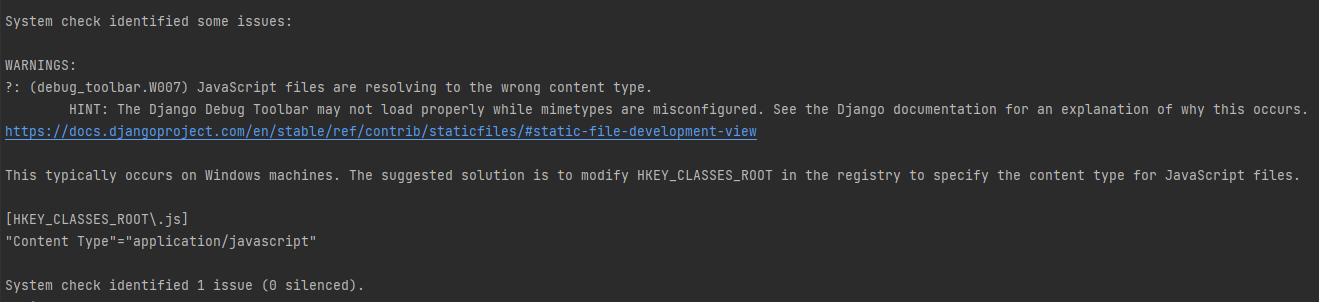 System check identified some issues:
WARNINGS:
?: (debug_toolbar.W007) JavaScript files are resolving to the wrong content type.
HINT: The Django Debug Toolbar may not load properly while mimetypes are misconfigured. See the Django documentation for an explanation of why this occurs.
https://docs.djangoproject.com/en/stable/ref/contrib/staticfiles/#static-file-development-view
This typically occurs on Windows machines. The suggested solution is to modify HKEY_CLASSES_ROOT in the registry to specify the content type for JavaScript files.
[HKEY_CLASSES_ROOT\.js]
"Content Type"="application/javascript"
System check identified 1 issue (0 silenced).